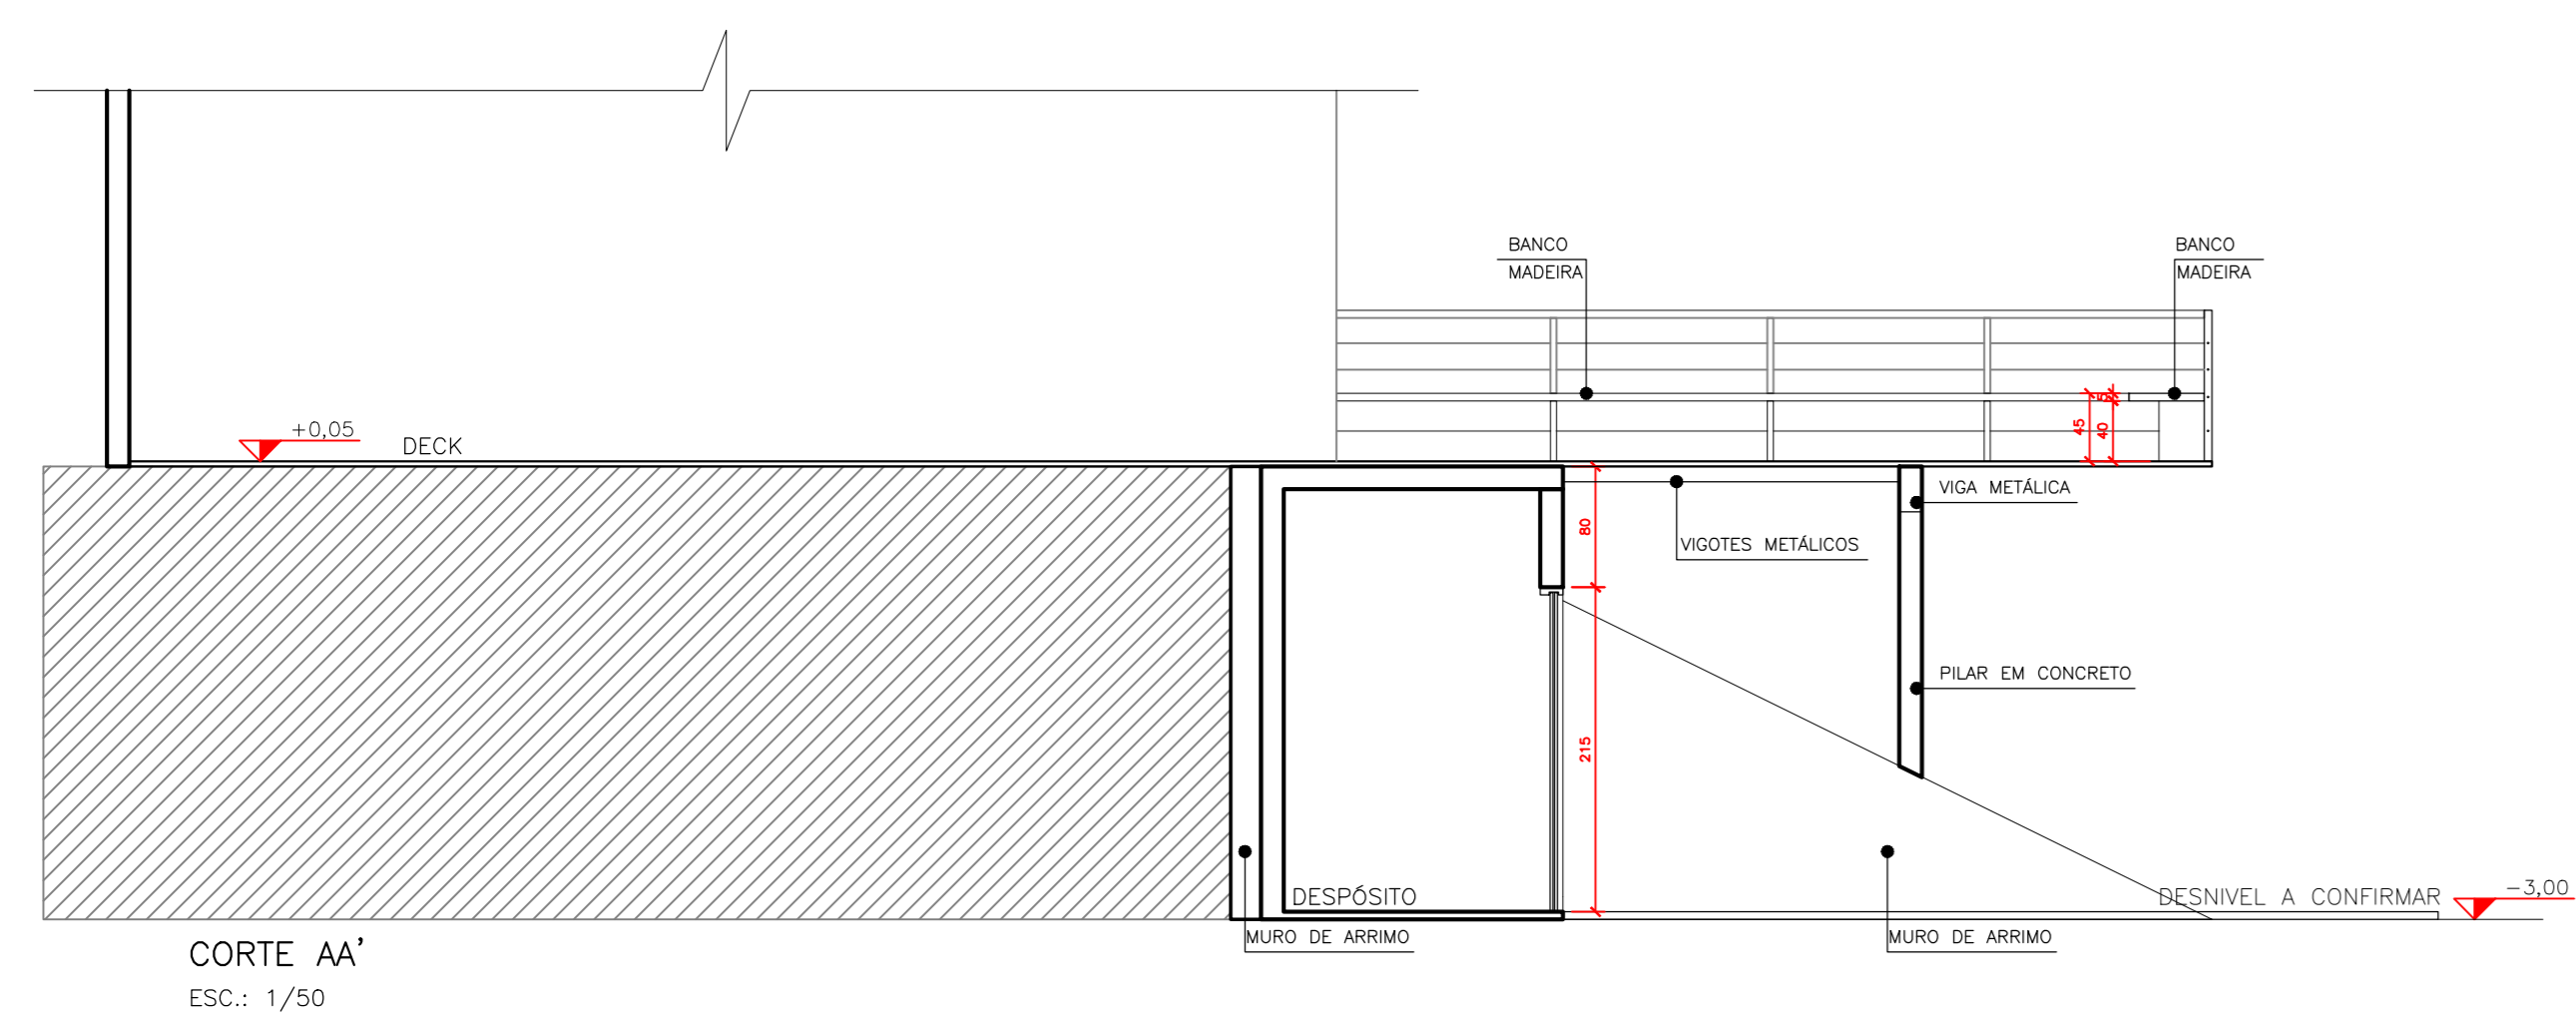 BANCO
MADEIRA
BANCO
MADEIRA
+0,05
DECK
45
5
40
VIGA METÁLICA
80
VIGOTES METÁLICOS
PILAR EM CONCRETO
215
DESPÓSITO
DESNIVEL A CONFIRMAR
-3,00
MURO DE ARRIMO
MURO DE ARRIMO
CORTE AA'
ESC.: 1/50